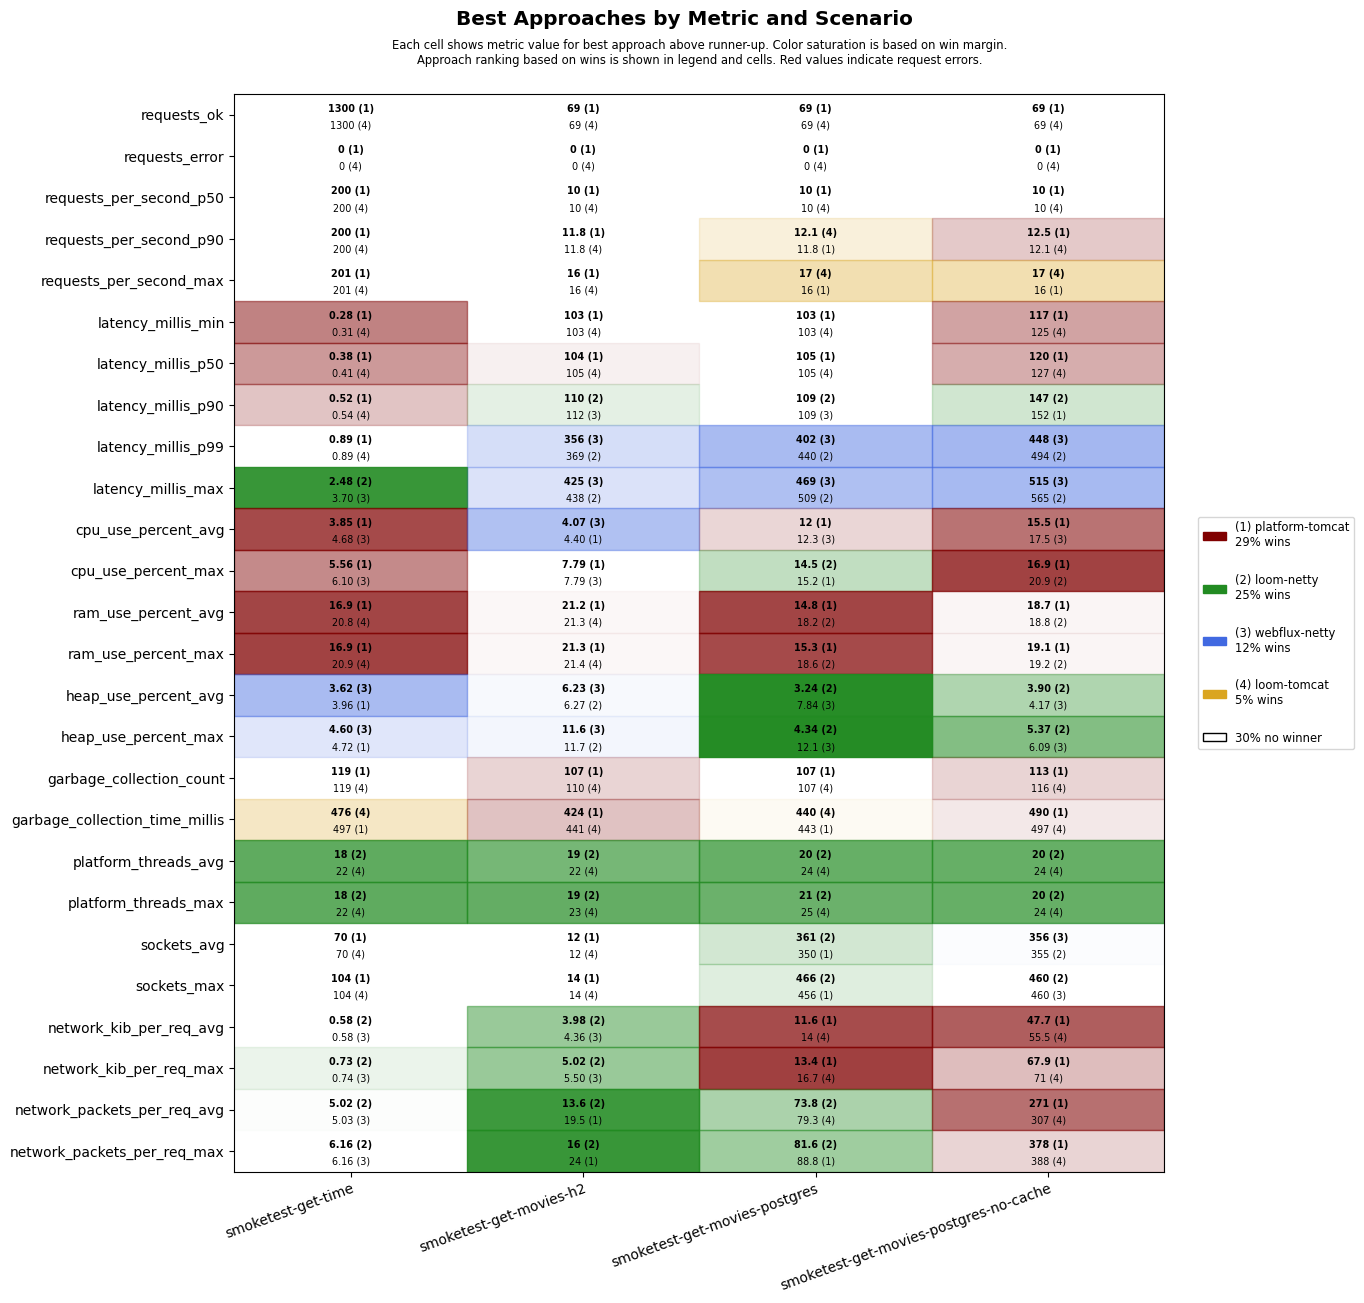 Best Approaches by Metric and Scenario
Each cell shows metric value for best approach above runner-up. Color saturation is based on win margin.
Approach ranking based on wins is shown in legend and cells. Red values indicate request errors.
requests_ok
1300 (1) 69 (1) 69 (1) 69 (1)
1300 (4) 69 (4) 69 (4) 69 (4)
requests_error
0 (1) 0 (1) 0 (1) 0 (1)
0 (4) 0 (4) 0 (4) 0 (4)
requests_per_second_p50
200 (1) 10 (1) 10 (1) 10 (1)
200 (4) 10 (4) 10 (4) 10 (4)
requests_per_second_p90
200 (1) 11.8 (1) 12.1 (4) 12.5 (1)
200 (4) 11.8 (4) 11.8 (1) 12.1 (4)
requests_per_second_max
201 (1) 16 (1) 17 (4) 17 (4)
201 (4) 16 (4) 16 (1) 16 (1)
latency_millis_min
0.28 (1) 103 (1) 103 (1) 117 (1)
0.31 (4) 103 (4) 103 (4) 125 (4)
latency_millis_p50
0.38 (1) 104 (1) 105 (1) 120 (1)
0.41 (4) 105 (4) 105 (4) 127 (4)
latency_millis_p90
0.52 (1) 110 (2) 109 (2) 147 (2)
0.54 (4) 112 (3) 109 (3) 152 (1)
latency_millis_p99
0.89 (1) 356 (3) 402 (3) 448 (3)
0.89 (4) 369 (2) 440 (2) 494 (2)
latency_millis_max
2.48 (2) 425 (3) 469 (3) 515 (3)
3.70 (3) 438 (2) 509 (2) 565 (2)
cpu_use_percent_avg
3.85 (1) 4.07 (3) 12 (1) 15.5 (1)
4.68 (3) 4.40 (1) 12.3 (3) 17.5 (3)
cpu_use_percent_max
5.56 (1) 7.79 (1) 14.5 (2) 16.9 (1)
6.10 (3) 7.79 (3) 15.2 (1) 20.9 (2)
ram_use_percent_avg
16.9 (1) 21.2 (1) 14.8 (1) 18.7 (1)
20.8 (4) 21.3 (4) 18.2 (2) 18.8 (2)
ram_use_percent_max
16.9 (1) 21.3 (1) 15.3 (1) 19.1 (1)
20.9 (4) 21.4 (4) 18.6 (2) 19.2 (2)
heap_use_percent_avg
3.62 (3) 6.23 (3) 3.24 (2) 3.90 (2)
3.96 (1) 6.27 (2) 7.84 (3) 4.17 (3)
heap_use_percent_max
4.60 (3) 11.6 (3) 4.34 (2) 5.37 (2)
4.72 (1) 11.7 (2) 12.1 (3) 6.09 (3)
garbage_collection_count
119 (1) 107 (1) 107 (1) 113 (1)
119 (4) 110 (4) 107 (4) 116 (4)
garbage_collection_time_millis
476 (4) 424 (1) 440 (4) 490 (1)
497 (1) 441 (4) 443 (1) 497 (4)
platform_threads_avg
18 (2) 19 (2) 20 (2) 20 (2)
22 (4) 22 (4) 24 (4) 24 (4)
platform_threads_max
18 (2) 19 (2) 21 (2) 20 (2)
22 (4) 23 (4) 25 (4) 24 (4)
sockets_avg
70 (1) 12 (1) 361 (2) 356 (3)
70 (4) 12 (4) 350 (1) 355 (2)
sockets_max
104 (1) 14 (1) 466 (2) 460 (2)
104 (4) 14 (4) 456 (1) 460 (3)
network_kib_per_req_avg
0.58 (2) 3.98 (2) 11.6 (1) 47.7 (1)
0.58 (3) 4.36 (3) 14 (4) 55.5 (4)
network_kib_per_req_max
0.73 (2) 5.02 (2) 13.4 (1) 67.9 (1)
0.74 (3) 5.50 (3) 16.7 (4) 71 (4)
network_packets_per_req_avg
5.02 (2) 13.6 (2) 73.8 (2) 271 (1)
5.03 (3) 19.5 (1) 79.3 (4) 307 (4)
network_packets_per_req_max
6.16 (2) 16 (2) 81.6 (2) 378 (1)
6.16 (3) 24 (1) 88.8 (1) 388 (4)
smoketest-get-time
smoketest-get-movies-h2
smoketest-get-movies-postgres
smoketest-get-movies-postgres-no-cache
(1) platform-tomcat
29% wins
(2) loom-netty
25% wins
(3) webflux-netty
12% wins
(4) loom-tomcat
5% wins
30% no winner